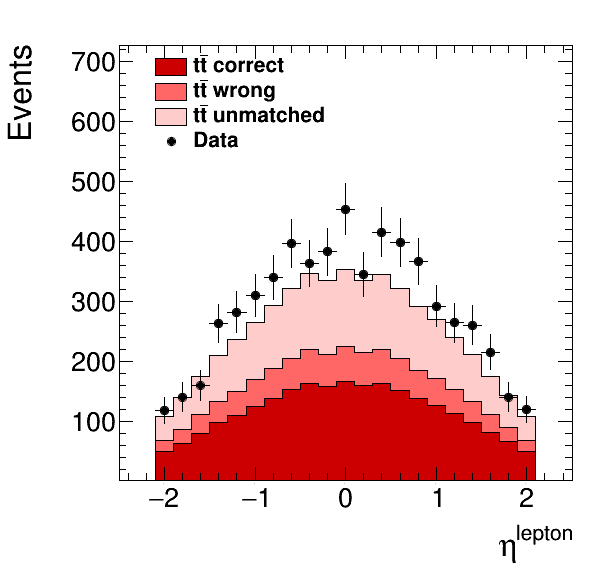 Events
700
600
500
400
300
200
100
tt̄ correct
tt̄ wrong
tt̄ unmatched
Data
−2 −1 0 1 2
η^lepton